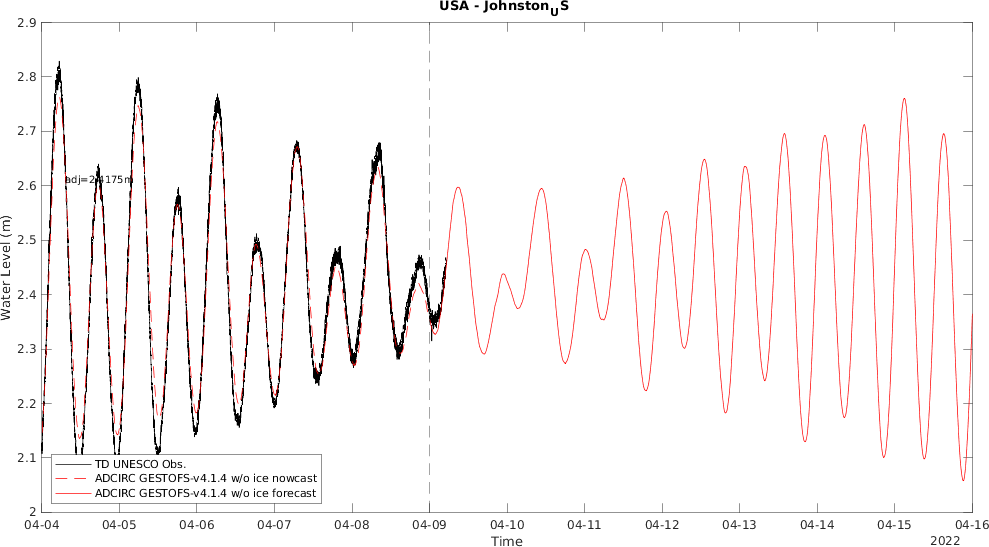 USA - Johnston_US
2.9
2.8
2.7
2.6
2.5
2.4
2.3
2.2
2.1
2
Water Level (m)
adj=2.4175m
TD UNESCO Obs.
ADCIRC GESTOFS-v4.1.4 w/o ice nowcast
ADCIRC GESTOFS-v4.1.4 w/o ice forecast
04-04 04-05 04-06 04-07 04-08 04-09 04-10 04-11 04-12 04-13 04-14 04-15 04-16
Time
2022